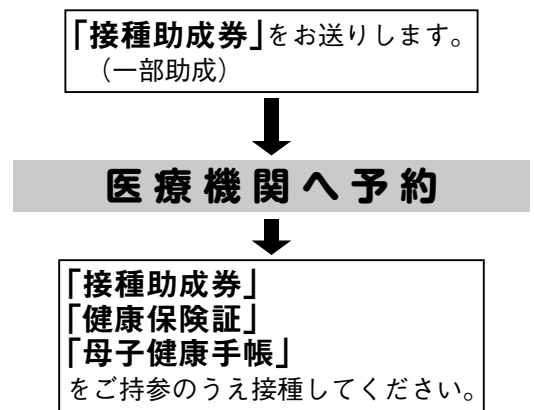 「接種助成券」をお送りします。
（一部助成）
医療機関へ予約
「接種助成券」
「健康保険証」
「母子健康手帳」
をご持参のうえ接種してください。